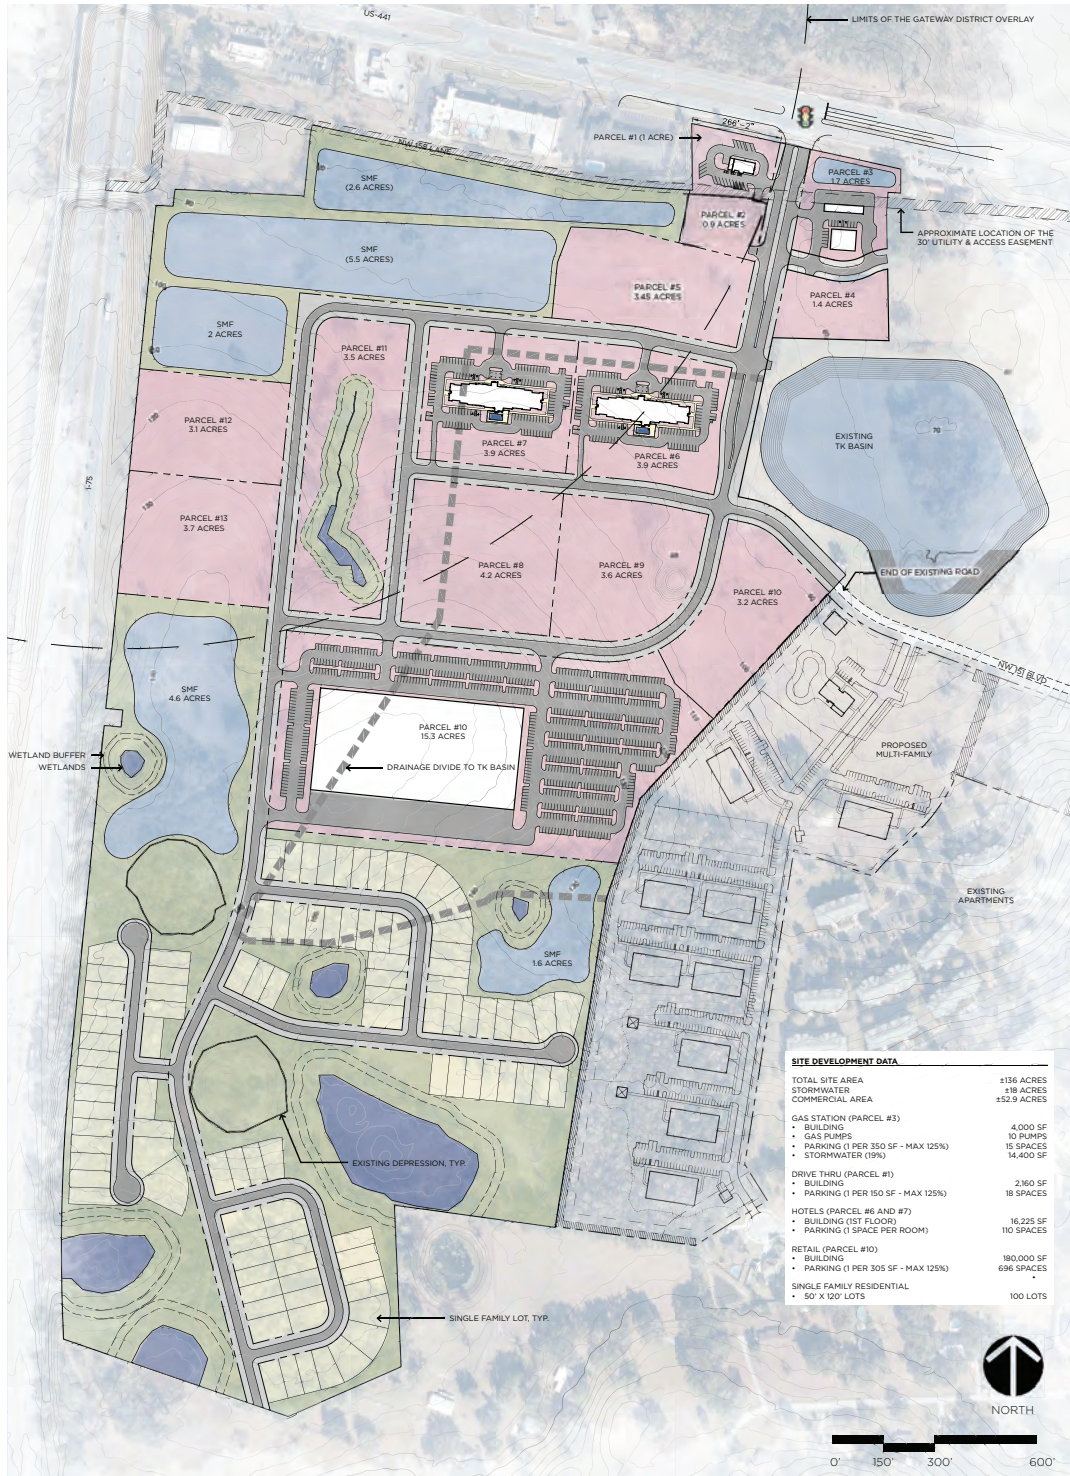 US-441
LIMITS OF THE GATEWAY DISTRICT OVERLAY
266'-2"
PARCEL #1 (1 ACRE)
NW 158 LANE
SMF
(2.6 ACRES)
PARCEL #3
1.7 ACRES
PARCEL #2
0.9 ACRES
APPROXIMATE LOCATION OF THE
30' UTILITY & ACCESS EASEMENT
SMF
(5.5 ACRES)
PARCEL #5
3.45 ACRES
PARCEL #4
1.4 ACRES
SMF
2 ACRES
PARCEL #11
3.5 ACRES
PARCEL #12
3.1 ACRES
PARCEL #7
3.9 ACRES
PARCEL #6
3.9 ACRES
EXISTING
TK BASIN
70
I-75
PARCEL #13
3.7 ACRES
PARCEL #8
4.2 ACRES
PARCEL #9
3.6 ACRES
END OF EXISTING ROAD
PARCEL #10
3.2 ACRES
NW 151 BLVD
SMF
4.6 ACRES
PARCEL #10
15.3 ACRES
WETLAND BUFFER
WETLANDS
DRAINAGE DIVIDE TO TK BASIN
PROPOSED
MULTI-FAMILY
EXISTING
APARTMENTS
SMF
1.6 ACRES
EXISTING DEPRESSION, TYP.
SINGLE FAMILY LOT, TYP.
SITE DEVELOPMENT DATA
TOTAL SITE AREA ±136 ACRES
STORMWATER ±18 ACRES
COMMERCIAL AREA ±52.9 ACRES
GAS STATION (PARCEL #3)
• BUILDING 4,000 SF
• GAS PUMPS 10 PUMPS
• PARKING (1 PER 350 SF - MAX 125%) 15 SPACES
• STORMWATER (19%) 14,400 SF
DRIVE THRU (PARCEL #1)
• BUILDING 2,160 SF
• PARKING (1 PER 150 SF - MAX 125%) 18 SPACES
HOTELS (PARCEL #6 AND #7)
• BUILDING (1ST FLOOR) 16,225 SF
• PARKING (1 SPACE PER ROOM) 110 SPACES
RETAIL (PARCEL #10)
• BUILDING 180,000 SF
• PARKING (1 PER 305 SF - MAX 125%) 696 SPACES
•
SINGLE FAMILY RESIDENTIAL
• 50' X 120' LOTS 100 LOTS
NORTH
0' 150' 300' 600'